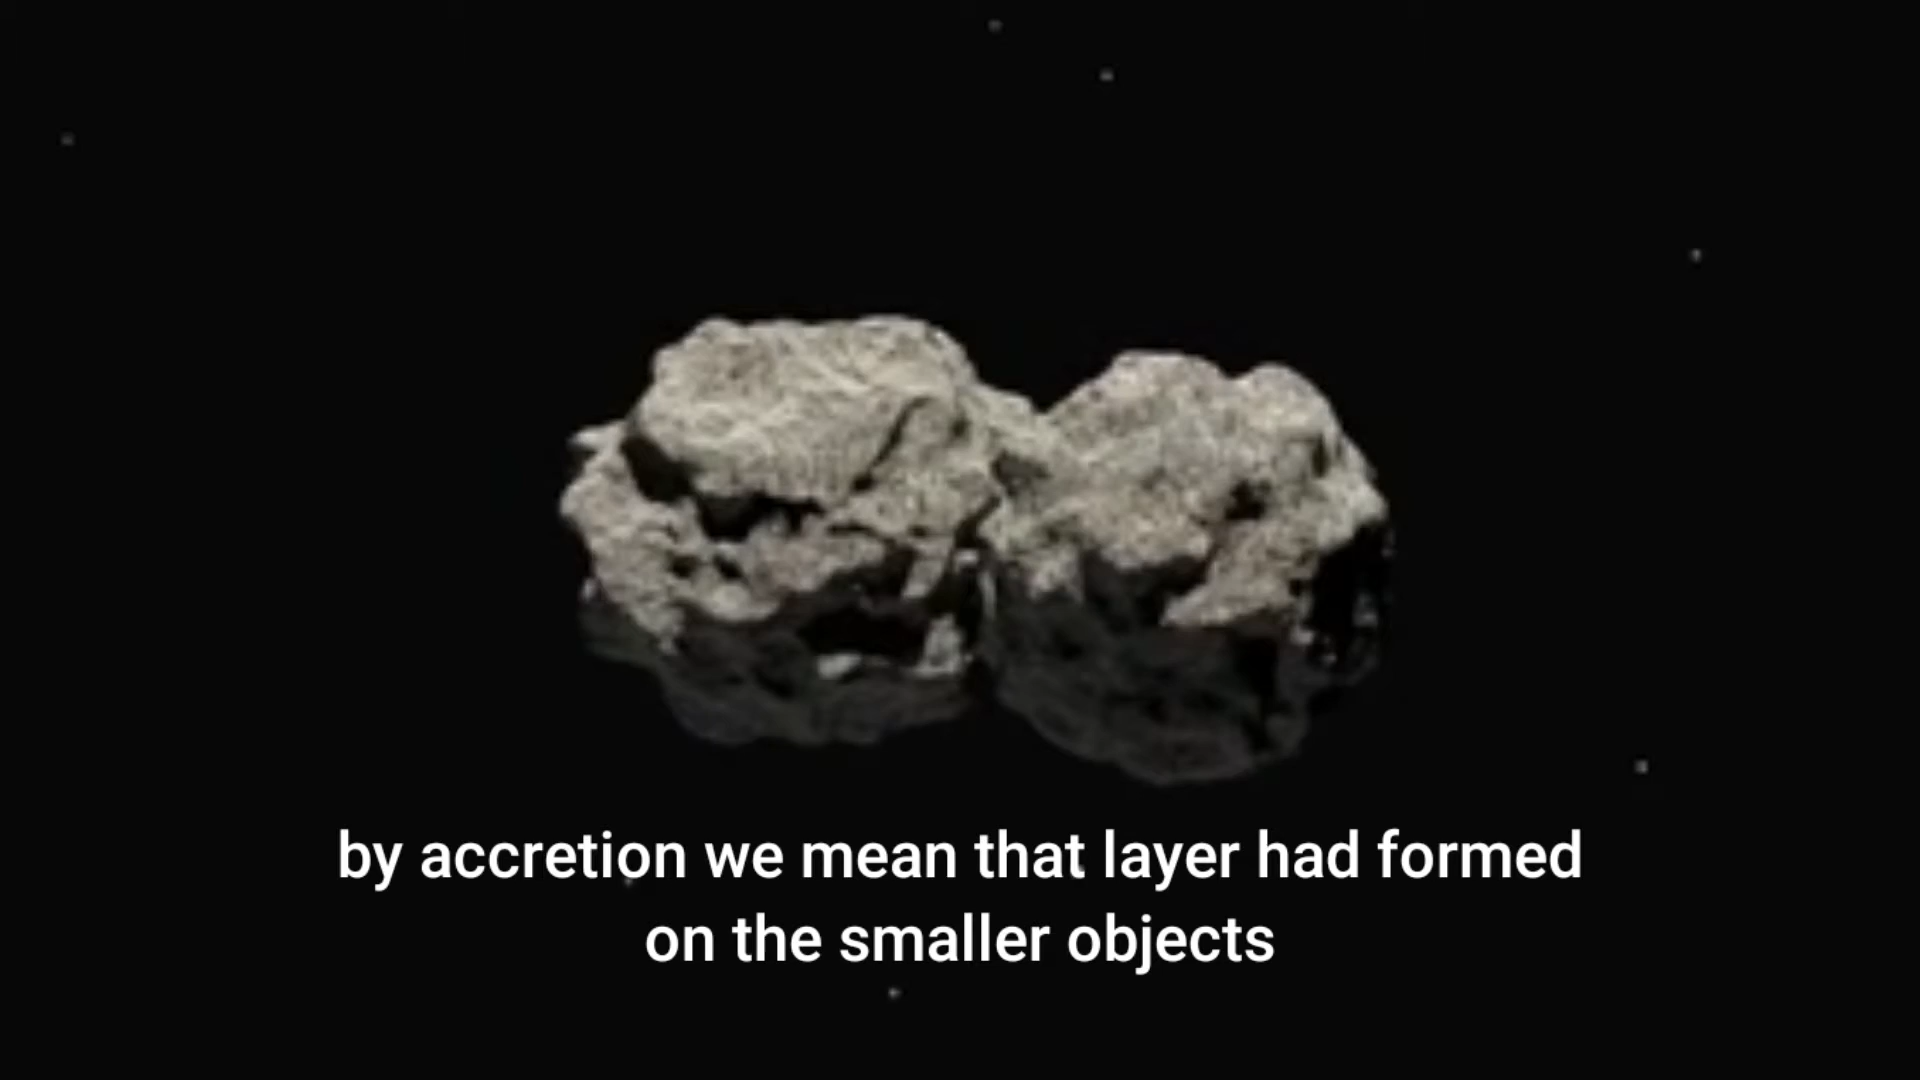 by accretion we mean that layer had formed
on the smaller objects